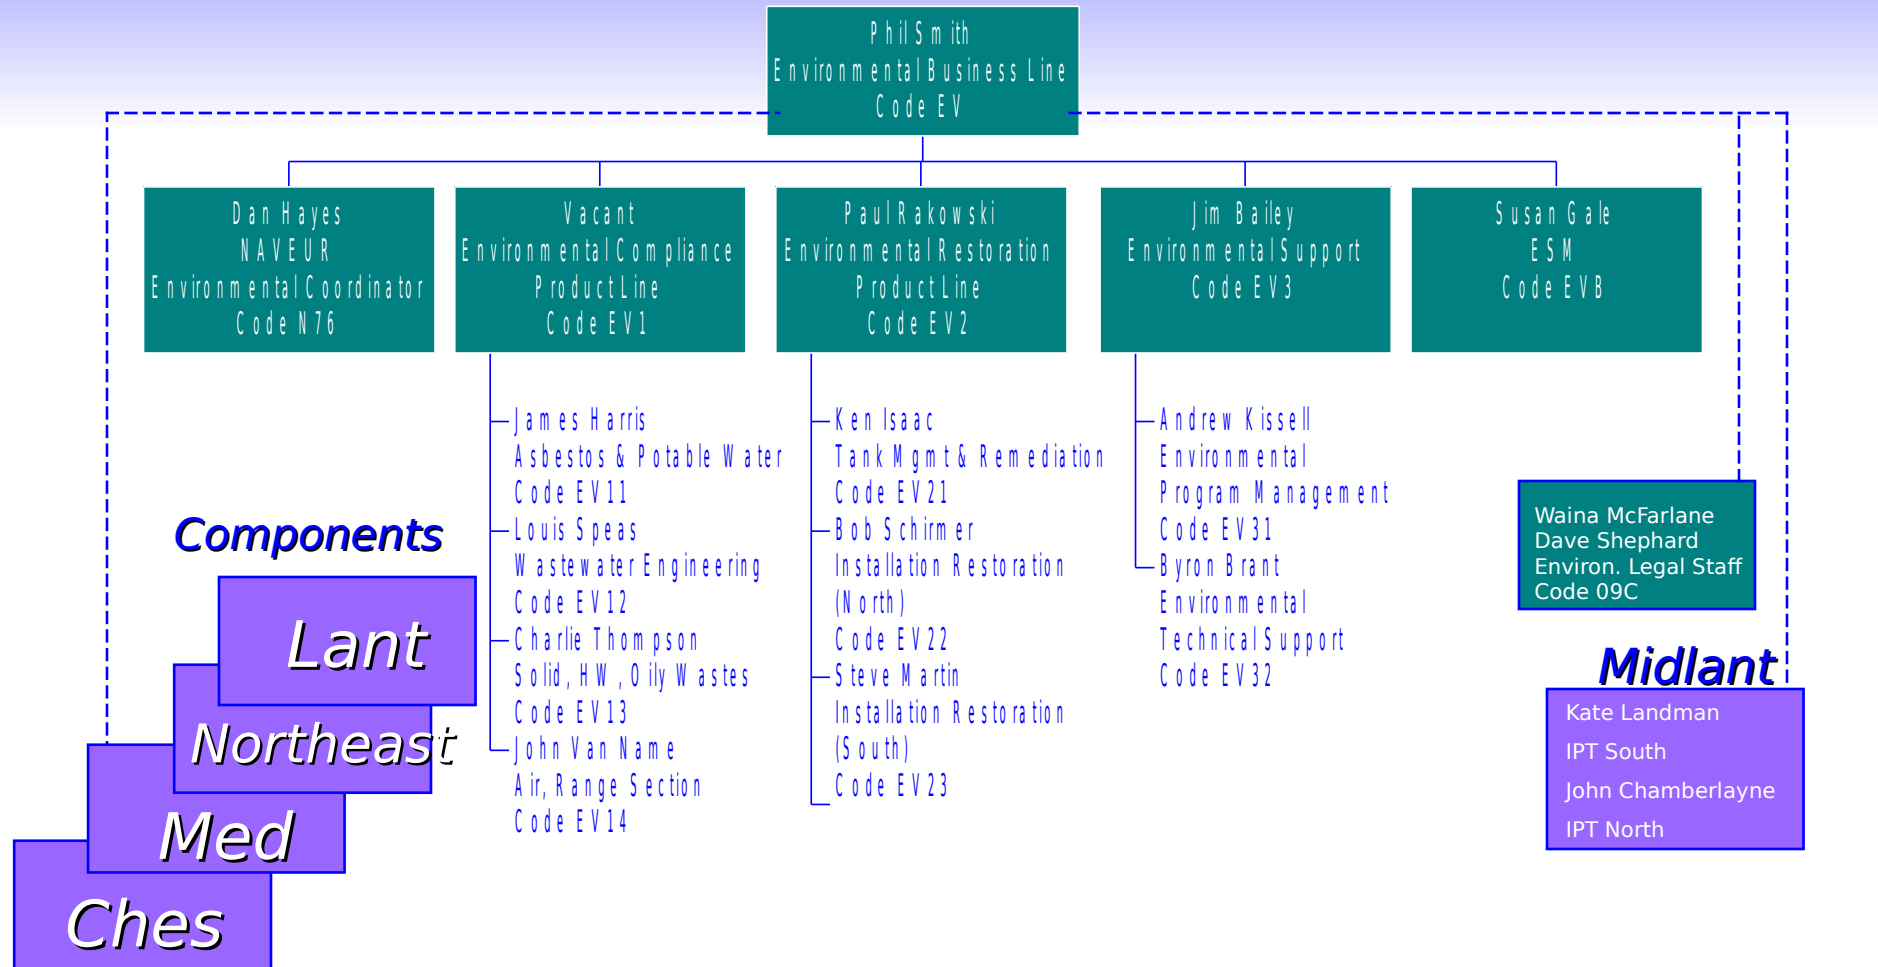 Phil Smith
Environmental Business Line
Code EV
Dan Hayes
NAVEUR
Environmental Coordinator
Code N76
Vacant
Environmental Compliance
Product Line
Code EV1
Paul Rakowski
Environmental Restoration
Product Line
Code EV2
Jim Bailey
Environmental Support
Code EV3
Susan Gale
ESM
Code EVB
James Harris
Asbestos & Potable Water
Code EV11
Louis Speas
Wastewater Engineering
Code EV12
Charlie Thompson
Solid, HW, Oily Wastes
Code EV13
John Van Name
Air, Range Section
Code EV14
Ken Isaac
Tank Mgmt & Remediation
Code EV21
Bob Schirmer
Installation Restoration
(North)
Code EV22
Steve Martin
Installation Restoration
(South)
Code EV23
Andrew Kissell
Environmental
Program Management
Code EV31
Byron Brant
Environmental
Technical Support
Code EV32
Components
Lant
Northeast
Med
Ches
Waina McFarlane
Dave Shephard
Environ. Legal Staff
Code 09C
Midlant
Kate Landman
IPT South
John Chamberlayne
IPT North